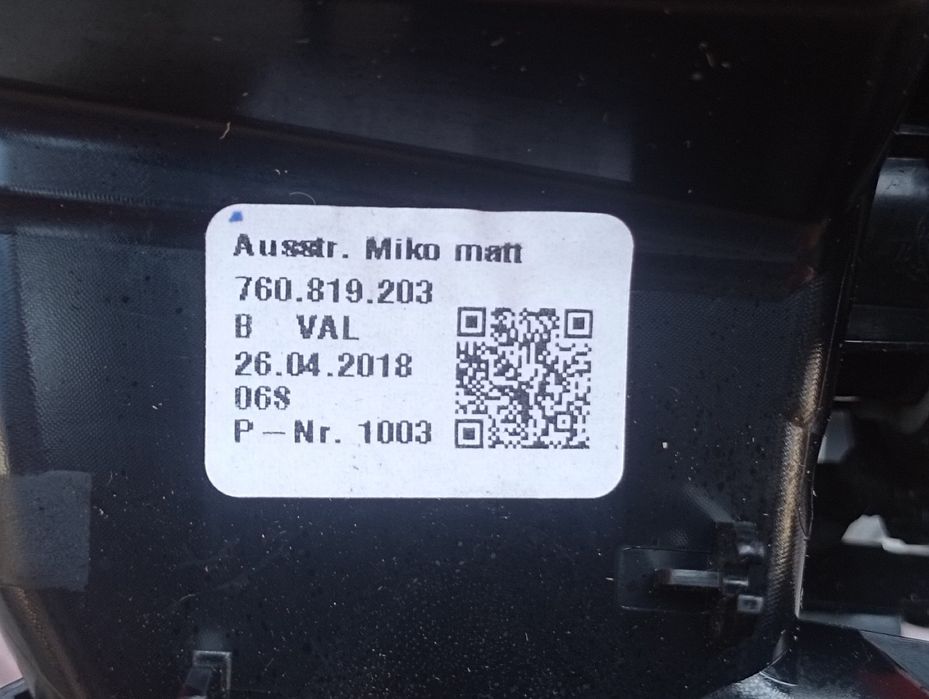 Ausstr. Miko matt
760.819.203
B VAL
26.04.2018
06S
P-Nr. 1003